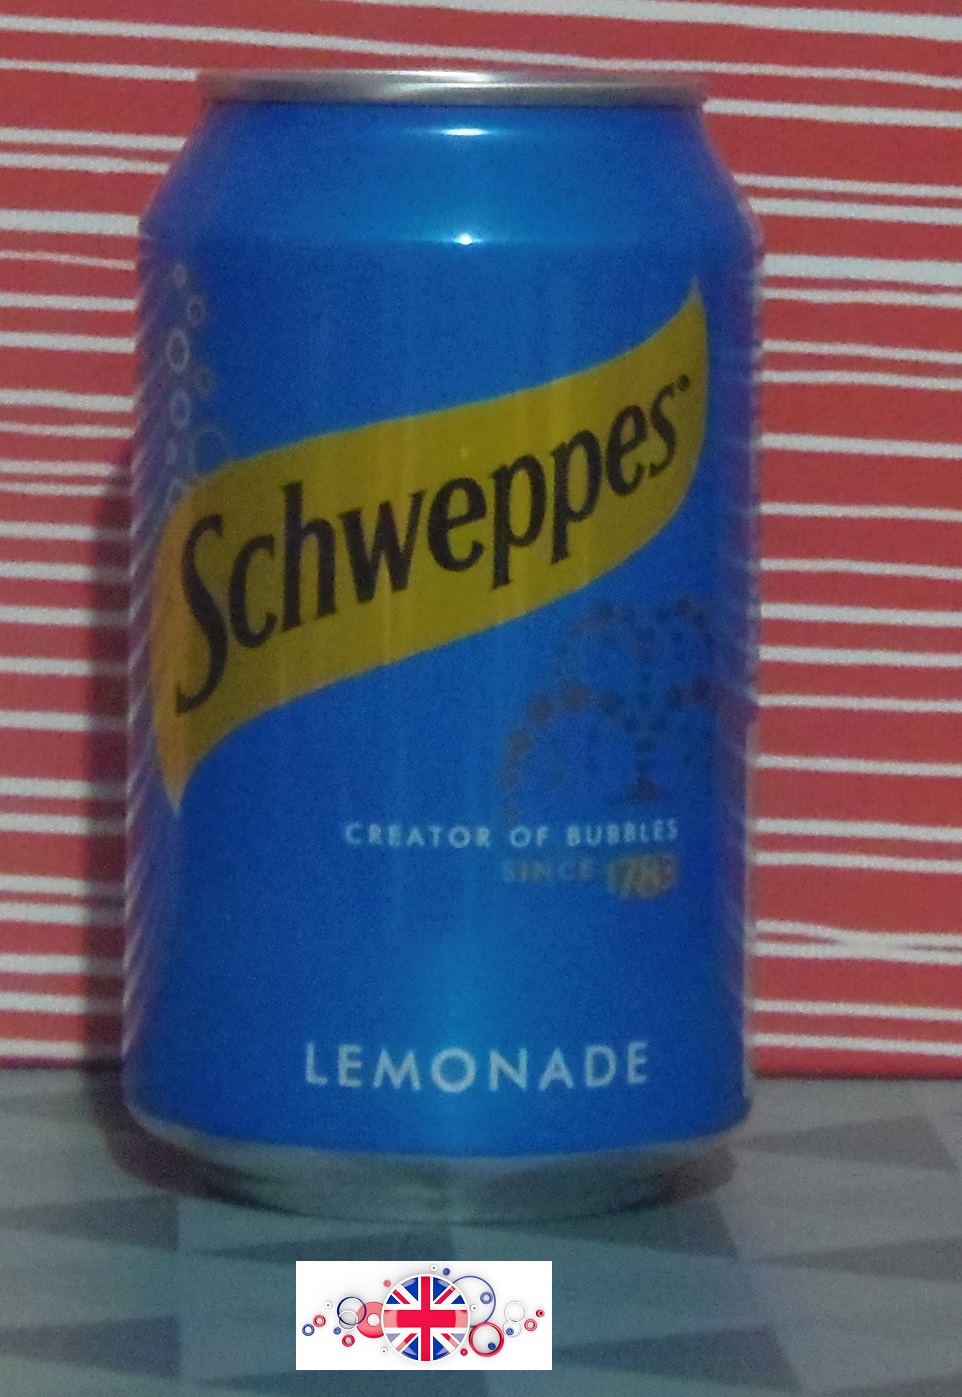 Schweppes
CREATOR OF BUBBLES
SINCE 1783
LEMONADE